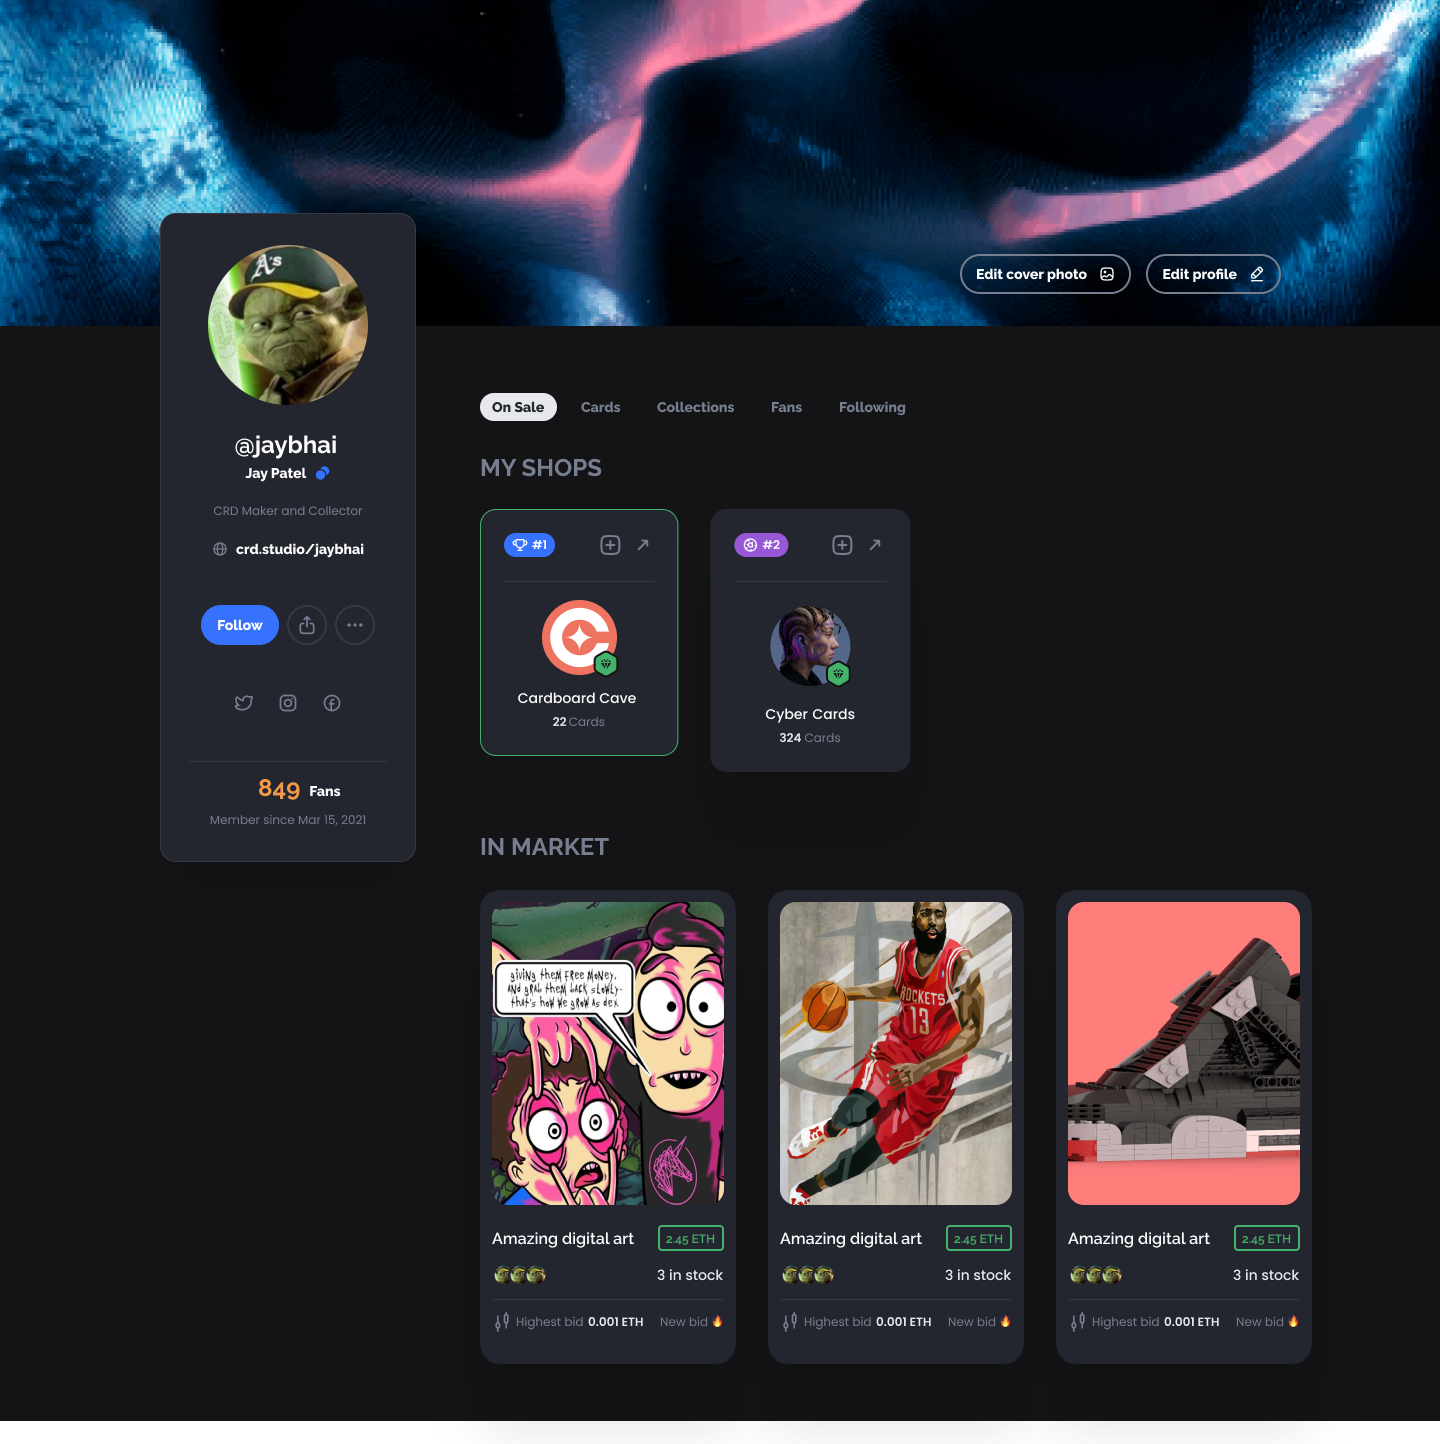 A's
Edit cover photo
Edit profile
@jaybhai
Jay Patel
CRD Maker and Collector
crd.studio/jaybhai
Follow
849 Fans
Member since Mar 15, 2021
On Sale Cards Collections Fans Following
MY SHOPS
#1
Cardboard Cave
22 Cards
#2
Cyber Cards
324 Cards
IN MARKET
giving them free money,
and grab them back slowly-
that's how we grow as dex
Amazing digital art 2.45 ETH
3 in stock
Highest bid 0.001 ETH New bid 🔥
ROCKETS
13
Amazing digital art 2.45 ETH
3 in stock
Highest bid 0.001 ETH New bid 🔥
Amazing digital art 2.45 ETH
3 in stock
Highest bid 0.001 ETH New bid 🔥